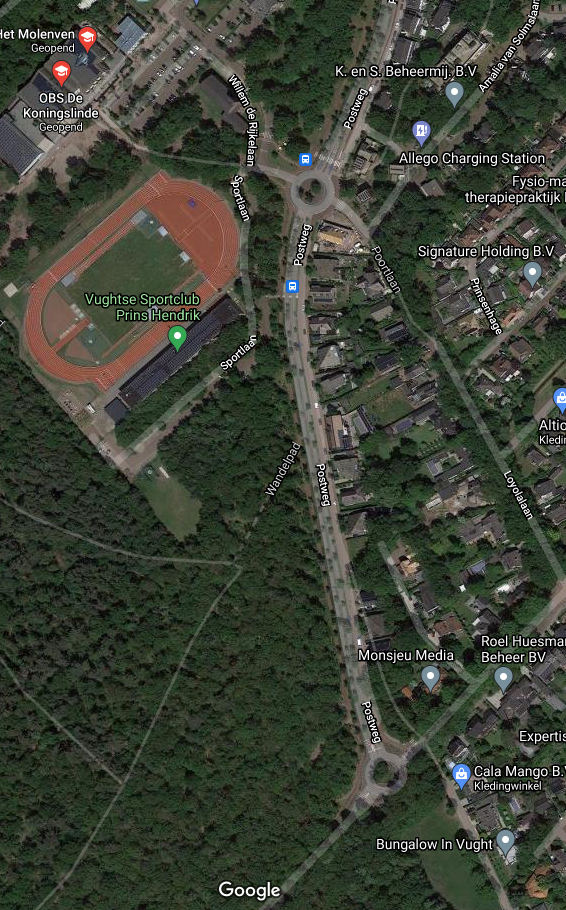 Het Molenven
Geopend
OBS De
Koningslinde
Geopend
Willem de Rijkelaan
Postweg
K. en S. Beheermij. B.V
Amalia van Solmslaan
Allego Charging Station
Fysio-ma
therapiepraktijk
Sportlaan
Postweg
Poortlaan
Signature Holding B.V
Prinsenhage
Vughtse Sportclub
Prins Hendrik
Sportlaan
Altio
Kledin
Wandelpad
Postweg
Loyolalaan
Monsjeu Media
Roel Huesma
Beheer BV
Postweg
Expertis
Cala Mango B.V
Kledingwinkel
Bungalow In Vught
Google